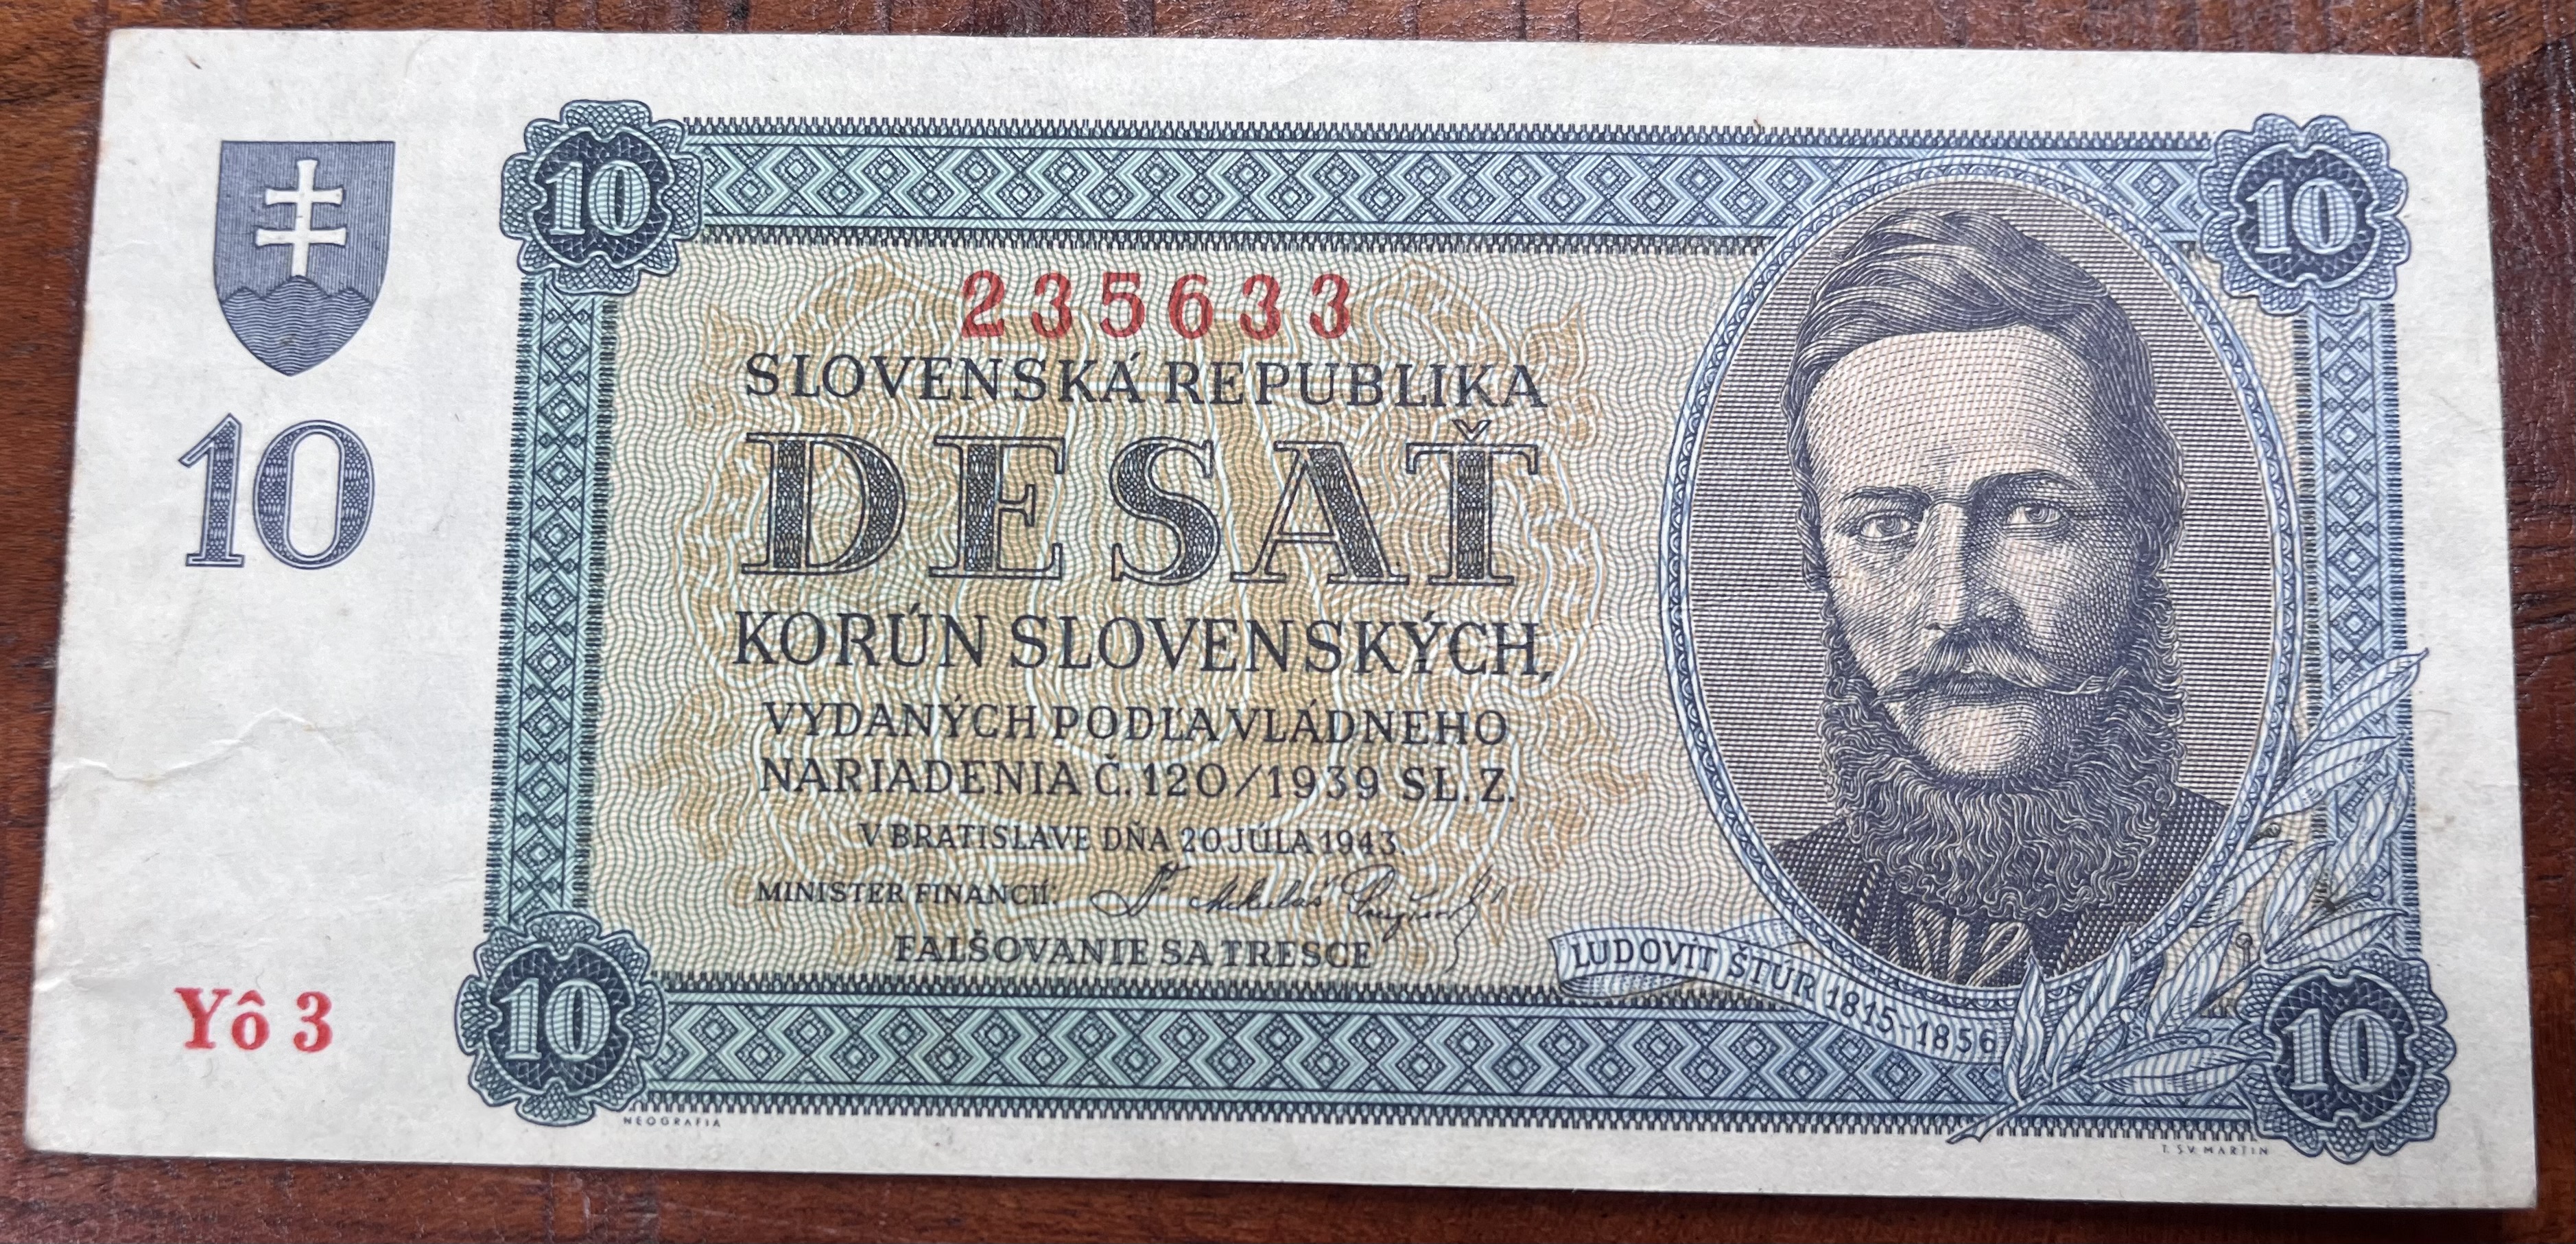 10
10
235633
SLOVENSKÁ REPUBLIKA
DESAŤ
10
KORÚN SLOVENSKÝCH,
VYDANÝCH PODĽA VLÁDNEHO
NARIADENIA Č. 120/1939 SL. Z.
V BRATISLAVE DŇA 20. JÚLA 1943.
MINISTER FINANCIÍ:
FALŠOVANIE SA TRESCE
ĽUDOVÍT ŠTÚR 1815-1856
Yô 3
10
10
NEOGRAFIA
T. SV. MARTIN